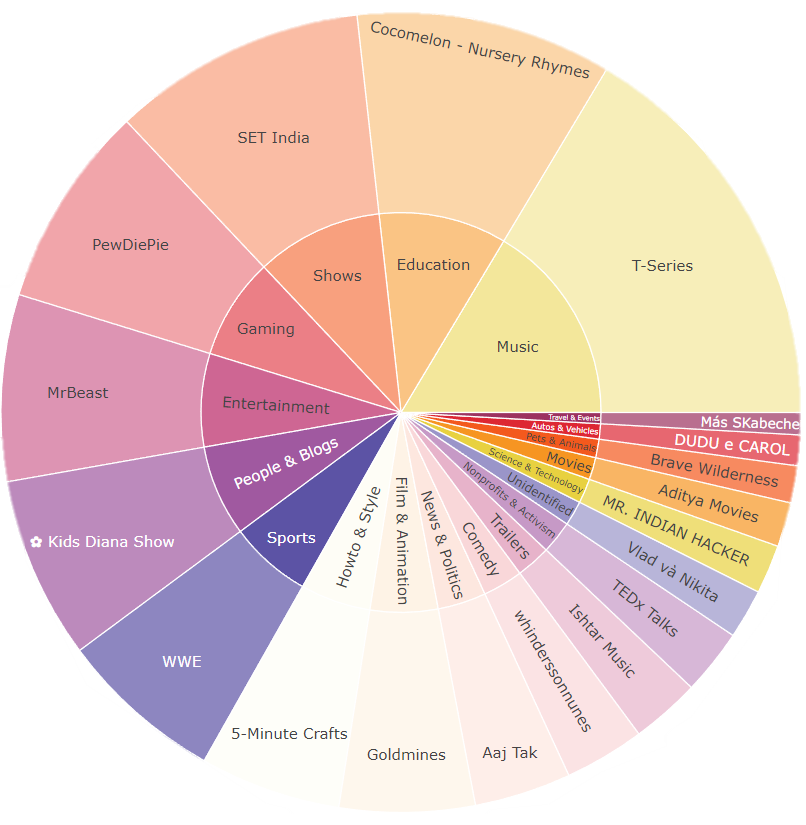 Cocomelon - Nursery Rhymes
SET India
PewDiePie
T-Series
Education
Shows
Gaming
Music
MrBeast
Entertainment
People & Blogs
Travel & Events
Más SKabeche
Autos & Vehicles
DUDU e CAROL
Pets & Animals
Brave Wilderness
Movies
Aditya Movies
Science & Technology
MR. INDIAN HACKER
Unidentified
Vlad và Nikita
Nonprofits & Activism
TEDx Talks
Trailers
Ishtar Music
Comedy
whinderssonnunes
News & Politics
Aaj Tak
Film & Animation
Goldmines
Howto & Style
5-Minute Crafts
Sports
WWE
✿ Kids Diana Show